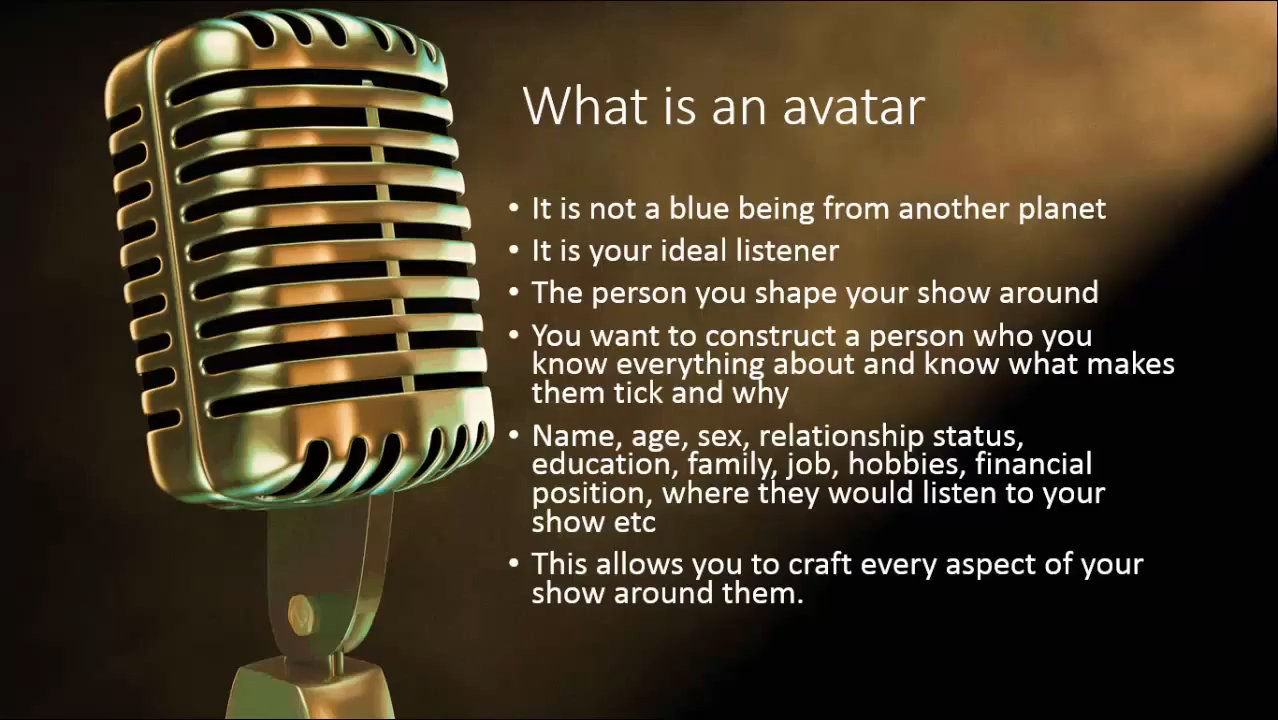 What is an avatar
• It is not a blue being from another planet
• It is your ideal listener
• The person you shape your show around
• You want to construct a person who you
know everything about and know what makes
them tick and why
• Name, age, sex, relationship status,
education, family, job, hobbies, financial
position, where they would listen to your
show etc
• This allows you to craft every aspect of your
show around them.